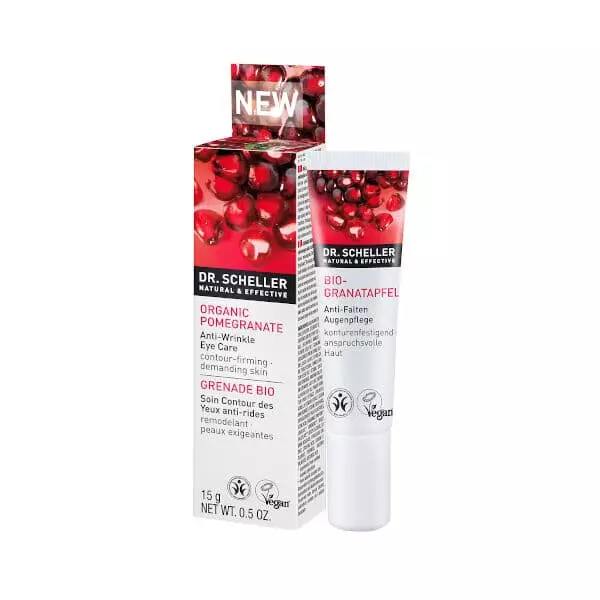 NEW
DR. SCHELLER
NATURAL & EFFECTIVE
ORGANIC
POMEGRANATE
Anti-Wrinkle
Eye Care
contour-firming ·
demanding skin
GRENADE BIO
Soin Contour des
Yeux anti-rides
remodelant ·
peaux exigeantes
Vegan
15 g
NET WT. 0.5 OZ.
DR. SCHELLER
NATURAL & EFFECTIVE
BIO-
GRANATAPFEL
Anti-Falten
Augenpflege
konturenfestigend ·
anspruchsvolle
Haut
Vegan